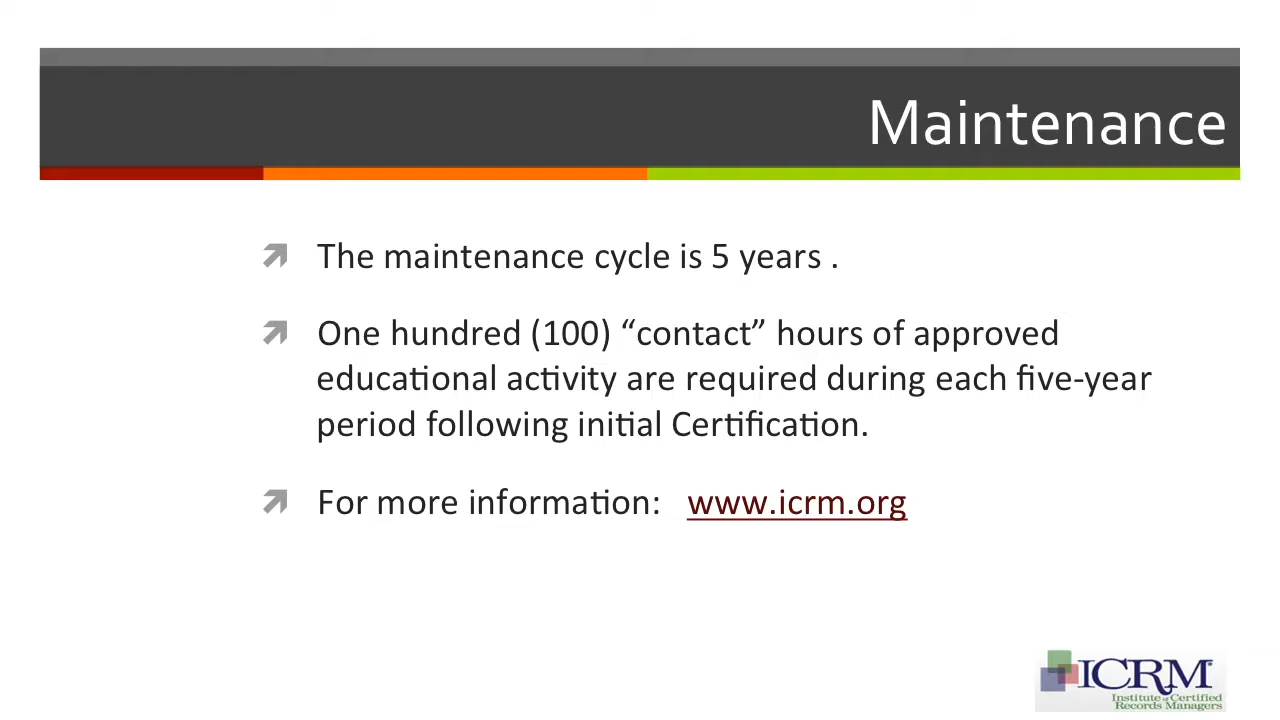 Maintenance
The maintenance cycle is 5 years .
One hundred (100) “contact” hours of approved
educational activity are required during each five-year
period following initial Certification.
For more information: www.icrm.org
ICRM
Institute of Certified
Records Managers